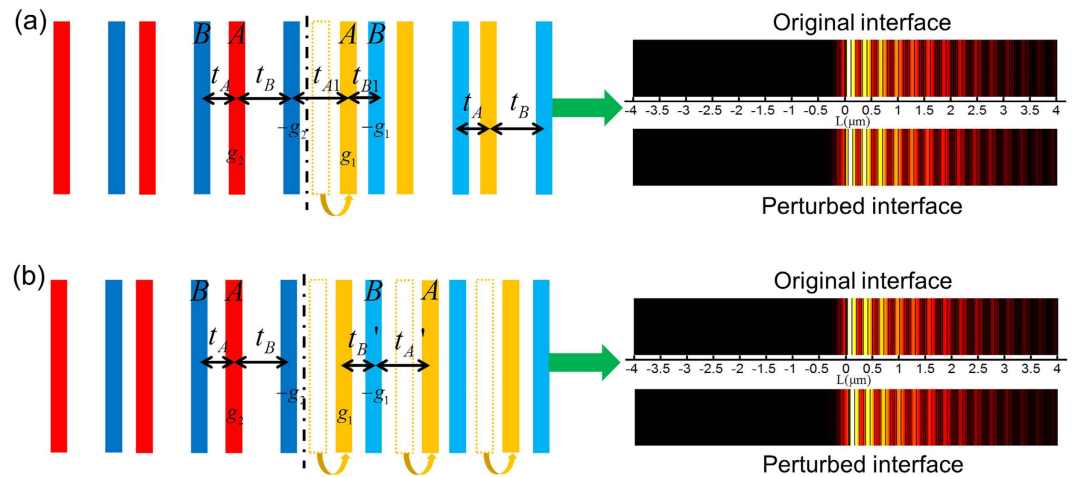 (a)
B A A B
t_A t_B t_A1 t_B1
t_A t_B
-g_2 -g_1
g_2 g_1
Original interface
-4 -3.5 -3 -2.5 -2 -1.5 -1 -0.5 0 0.5 1 1.5 2 2.5 3 3.5 4
L(μm)
Perturbed interface
(b)
B A B A
t_A t_B t_B' t_A'
-g_2 -g_1
g_2 g_1
Original interface
-4 -3.5 -3 -2.5 -2 -1.5 -1 -0.5 0 0.5 1 1.5 2 2.5 3 3.5 4
L(μm)
Perturbed interface